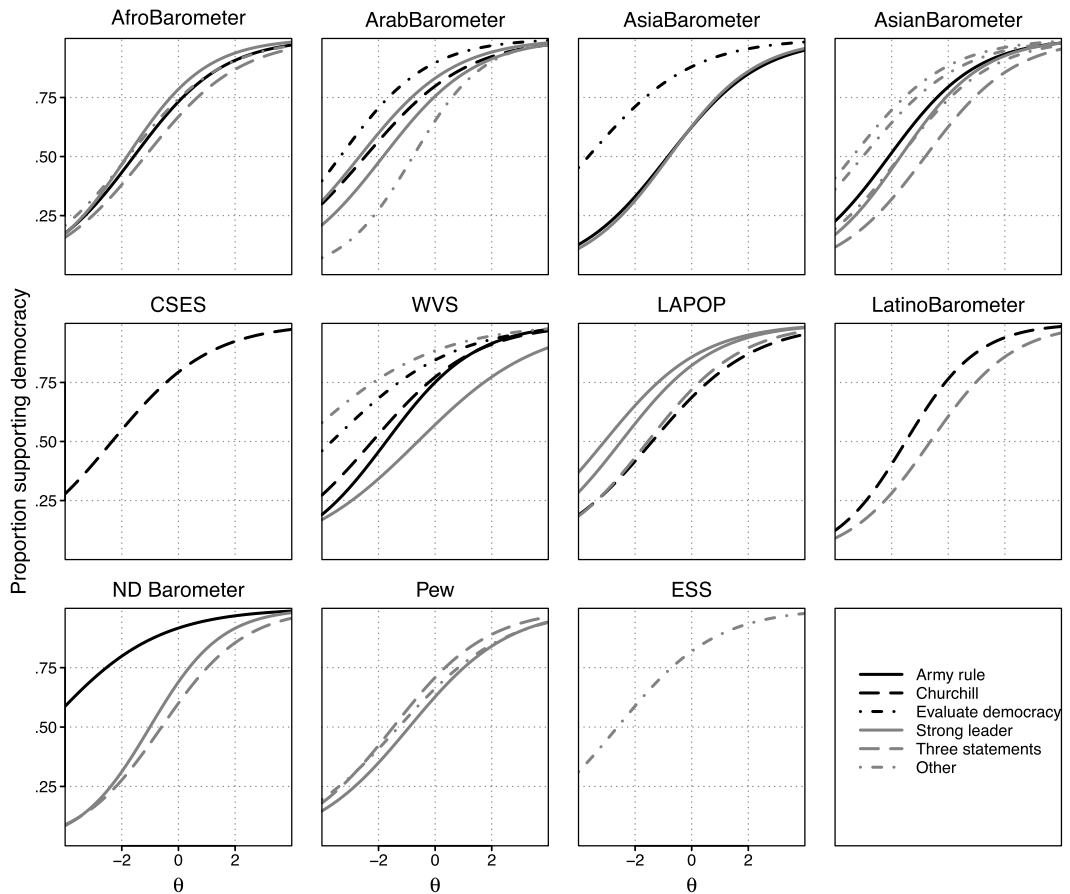 AfroBarometer
ArabBarometer
AsiaBarometer
AsianBarometer
.75
.50
.25
CSES
WVS
LAPOP
LatinoBarometer
Proportion supporting democracy
.75
.50
.25
ND Barometer
Pew
ESS
.75
.50
.25
Army rule
Churchill
Evaluate democracy
Strong leader
Three statements
Other
−2 0 2
−2 0 2
−2 0 2
θ
θ
θ